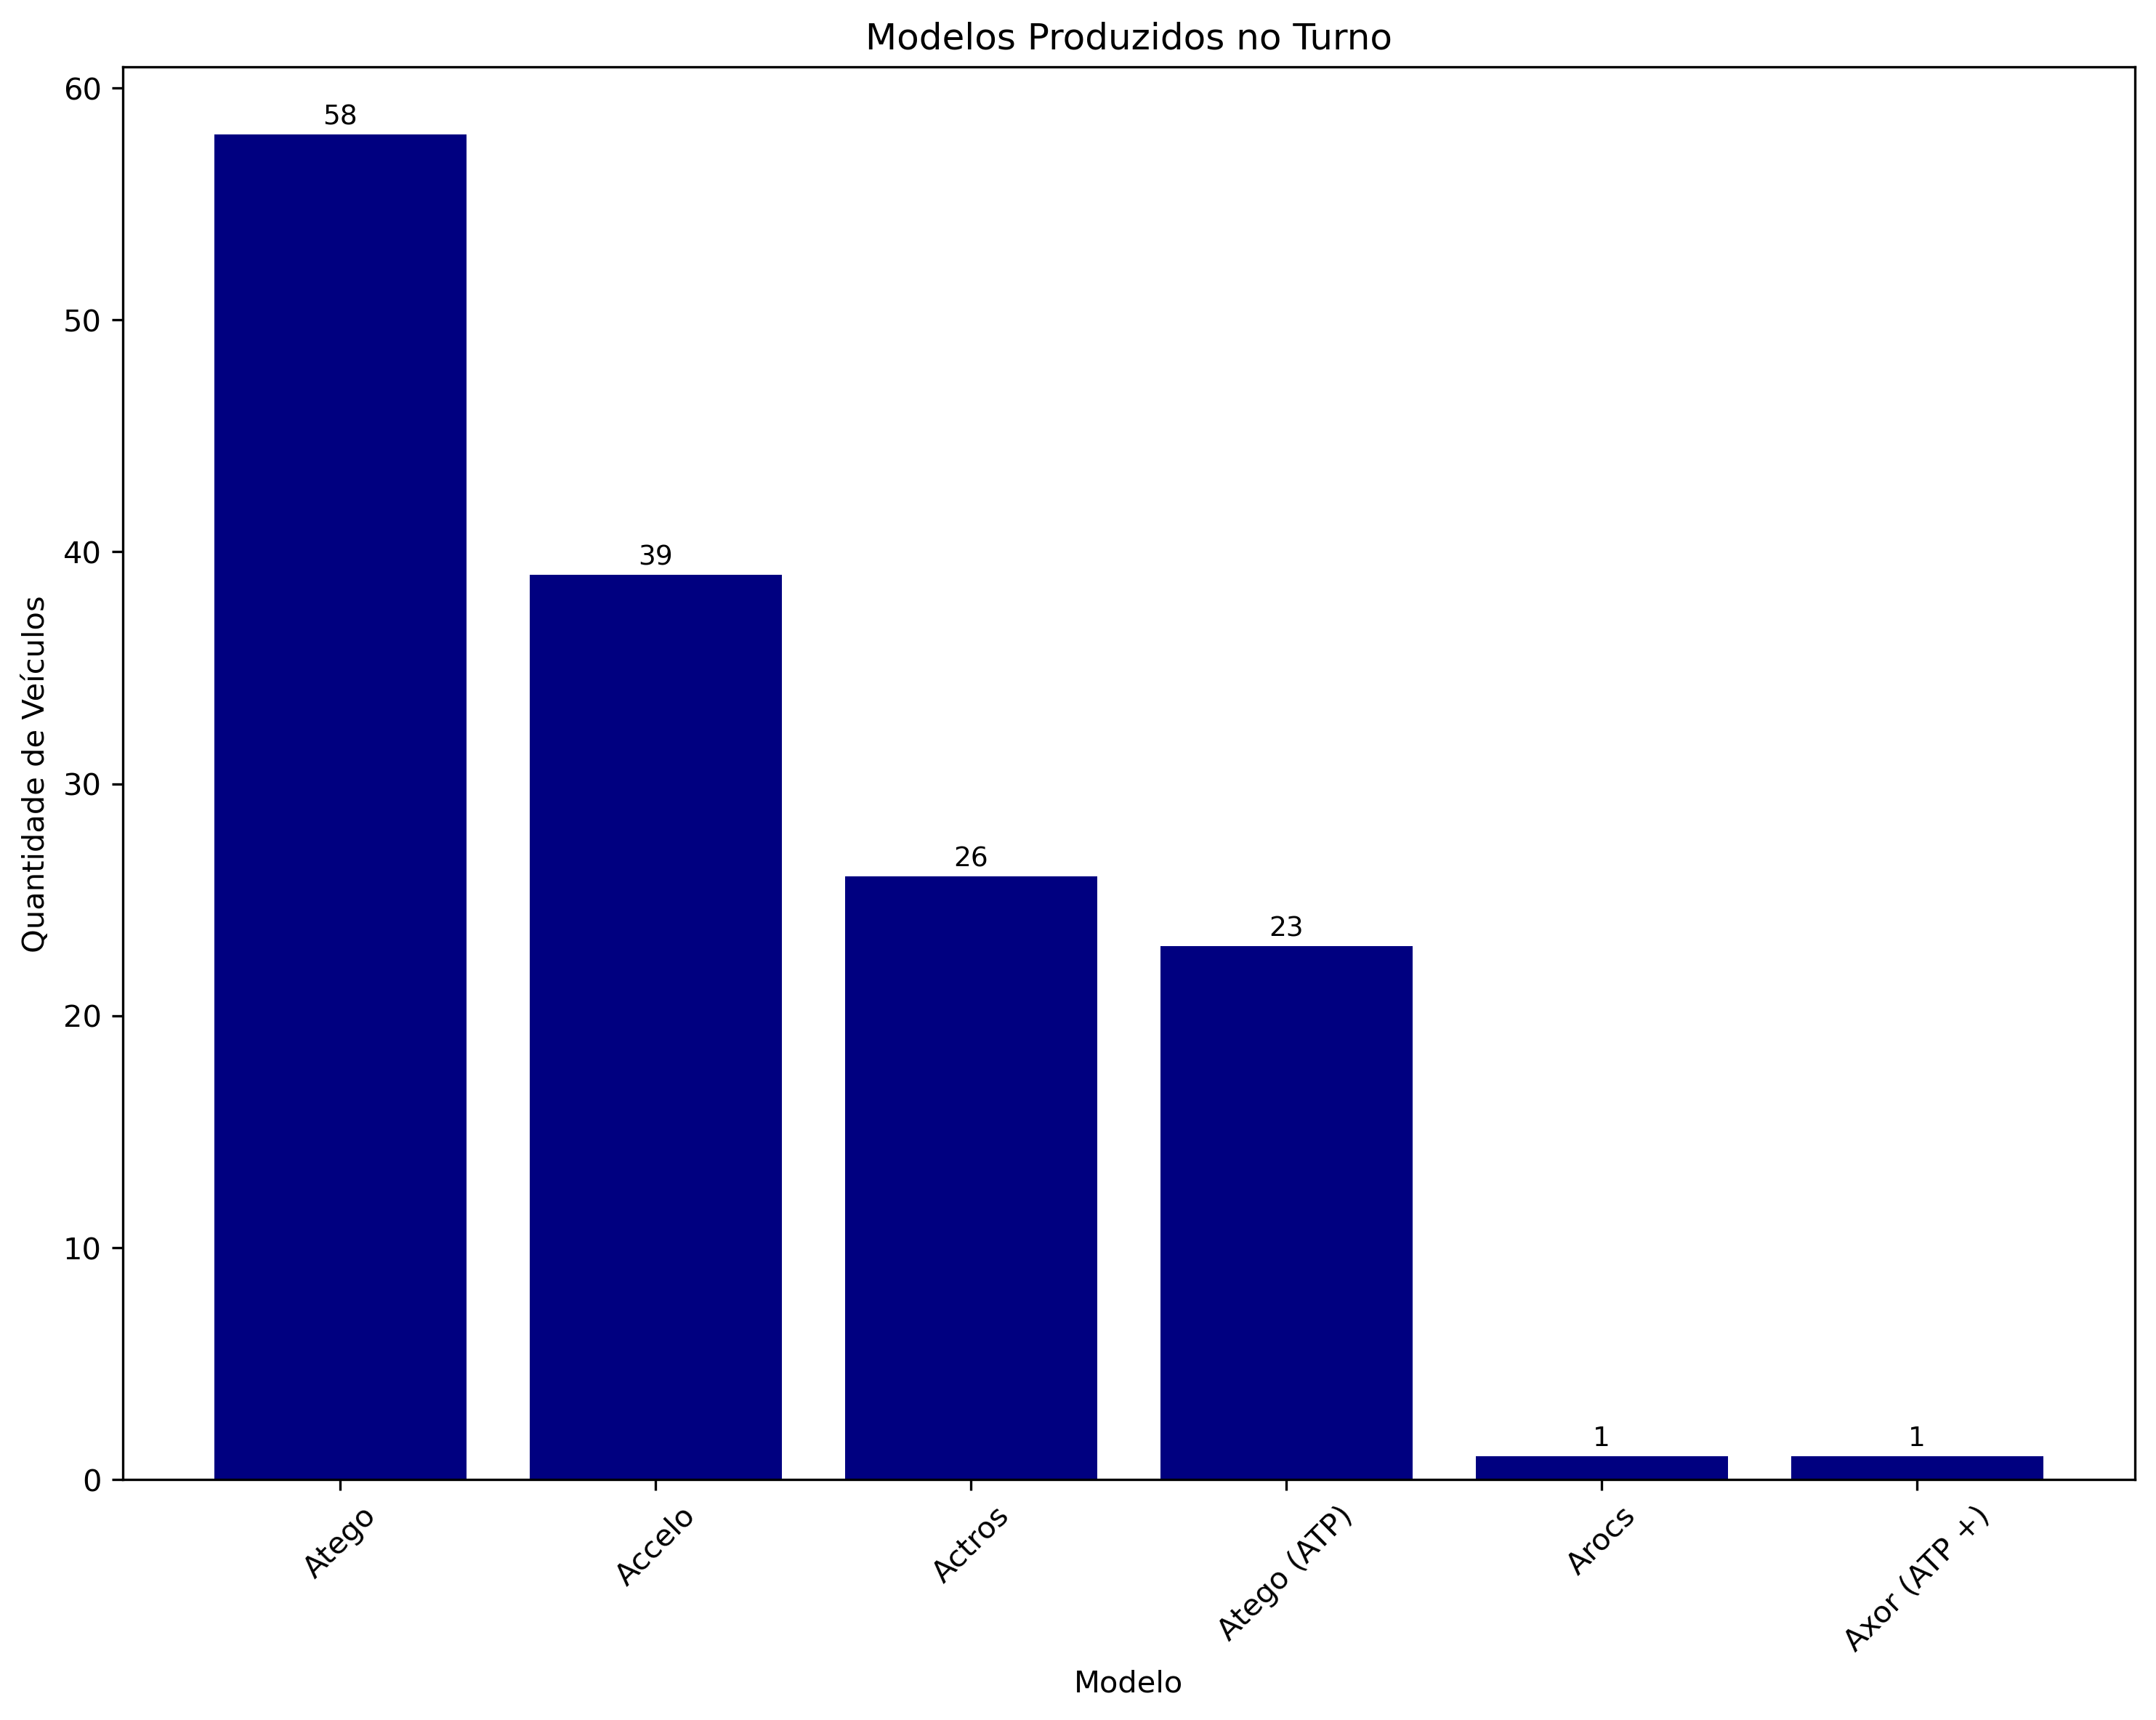 Modelos Produzidos no Turno
60
50
40
30
20
10
0
Quantidade de Veículos
58
39
26
23
1
1
Atego
Accelo
Actros
Atego (ATP)
Arocs
Axor (ATP +)
Modelo